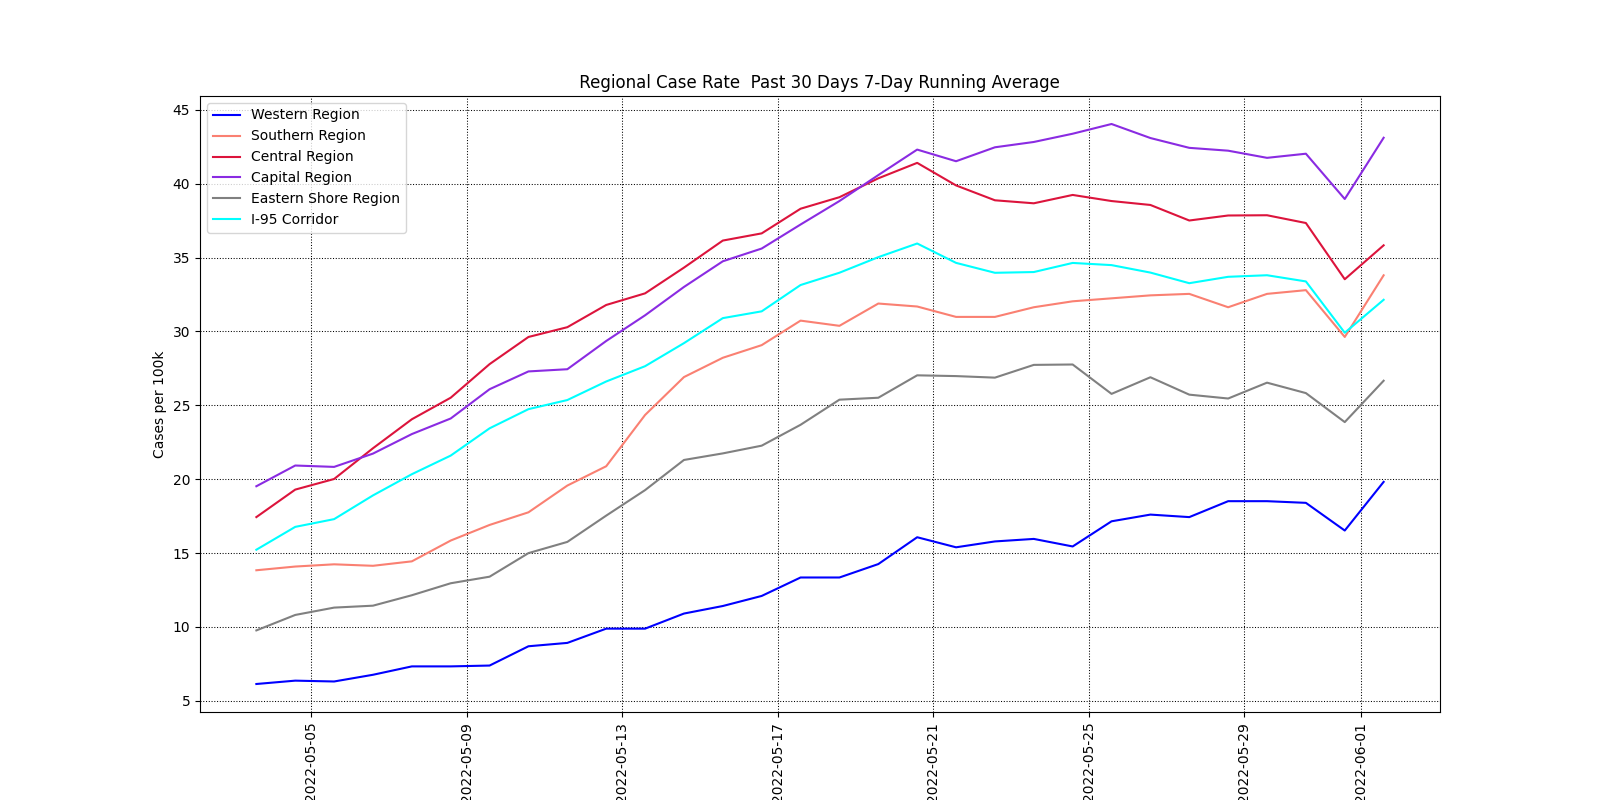 Regional Case Rate  Past 30 Days 7-Day Running Average
Western Region
Southern Region
Central Region
Capital Region
Eastern Shore Region
I-95 Corridor
Cases per 100k
45
40
35
30
25
20
15
10
5
2022-05-05
2022-05-09
2022-05-13
2022-05-17
2022-05-21
2022-05-25
2022-05-29
2022-06-01